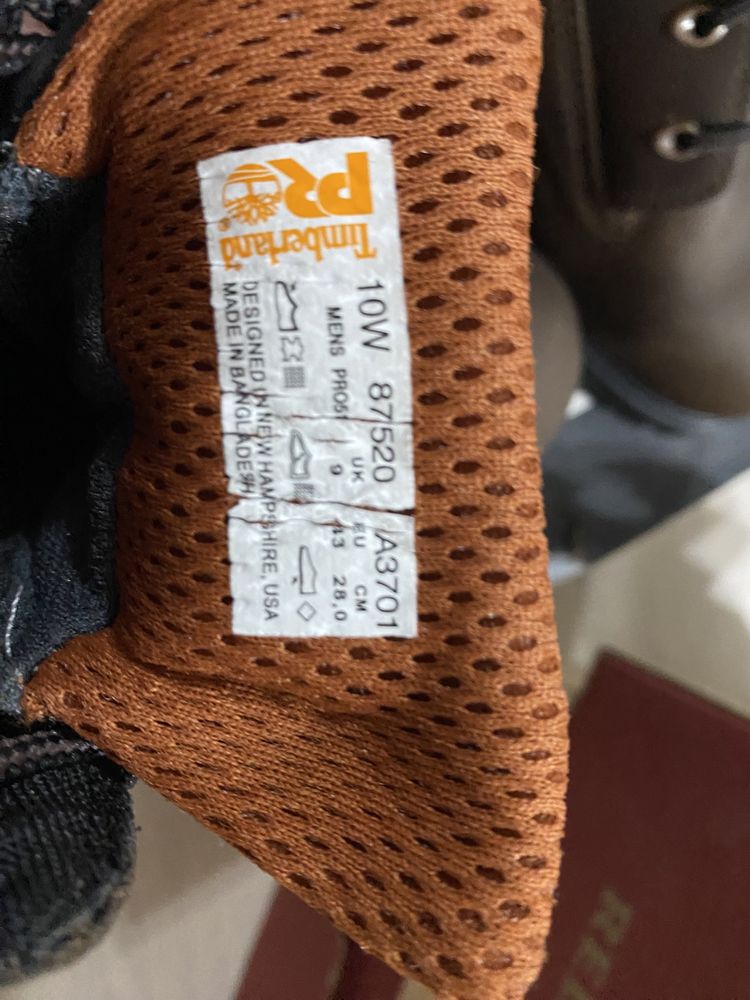 PRO
Timberland®
10W 87520 A3701
UK EU CM
MENS PRO51 9 43 28,0
DESIGNED IN NEW HAMPSHIRE, USA
MADE IN BANGLADESH